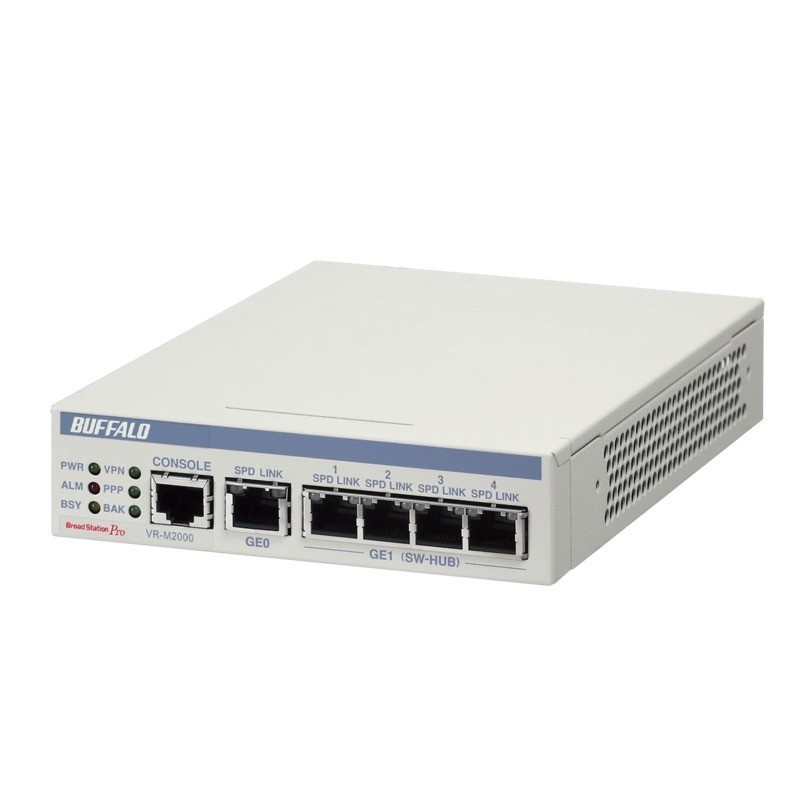 BUFFALO
PWR VPN
ALM PPP
BSY BAK
BroadStation Pro
CONSOLE
VR-M2000
SPD LINK
GE0
1 2 3 4
SPD LINK SPD LINK SPD LINK SPD LINK
GE1 (SW-HUB)